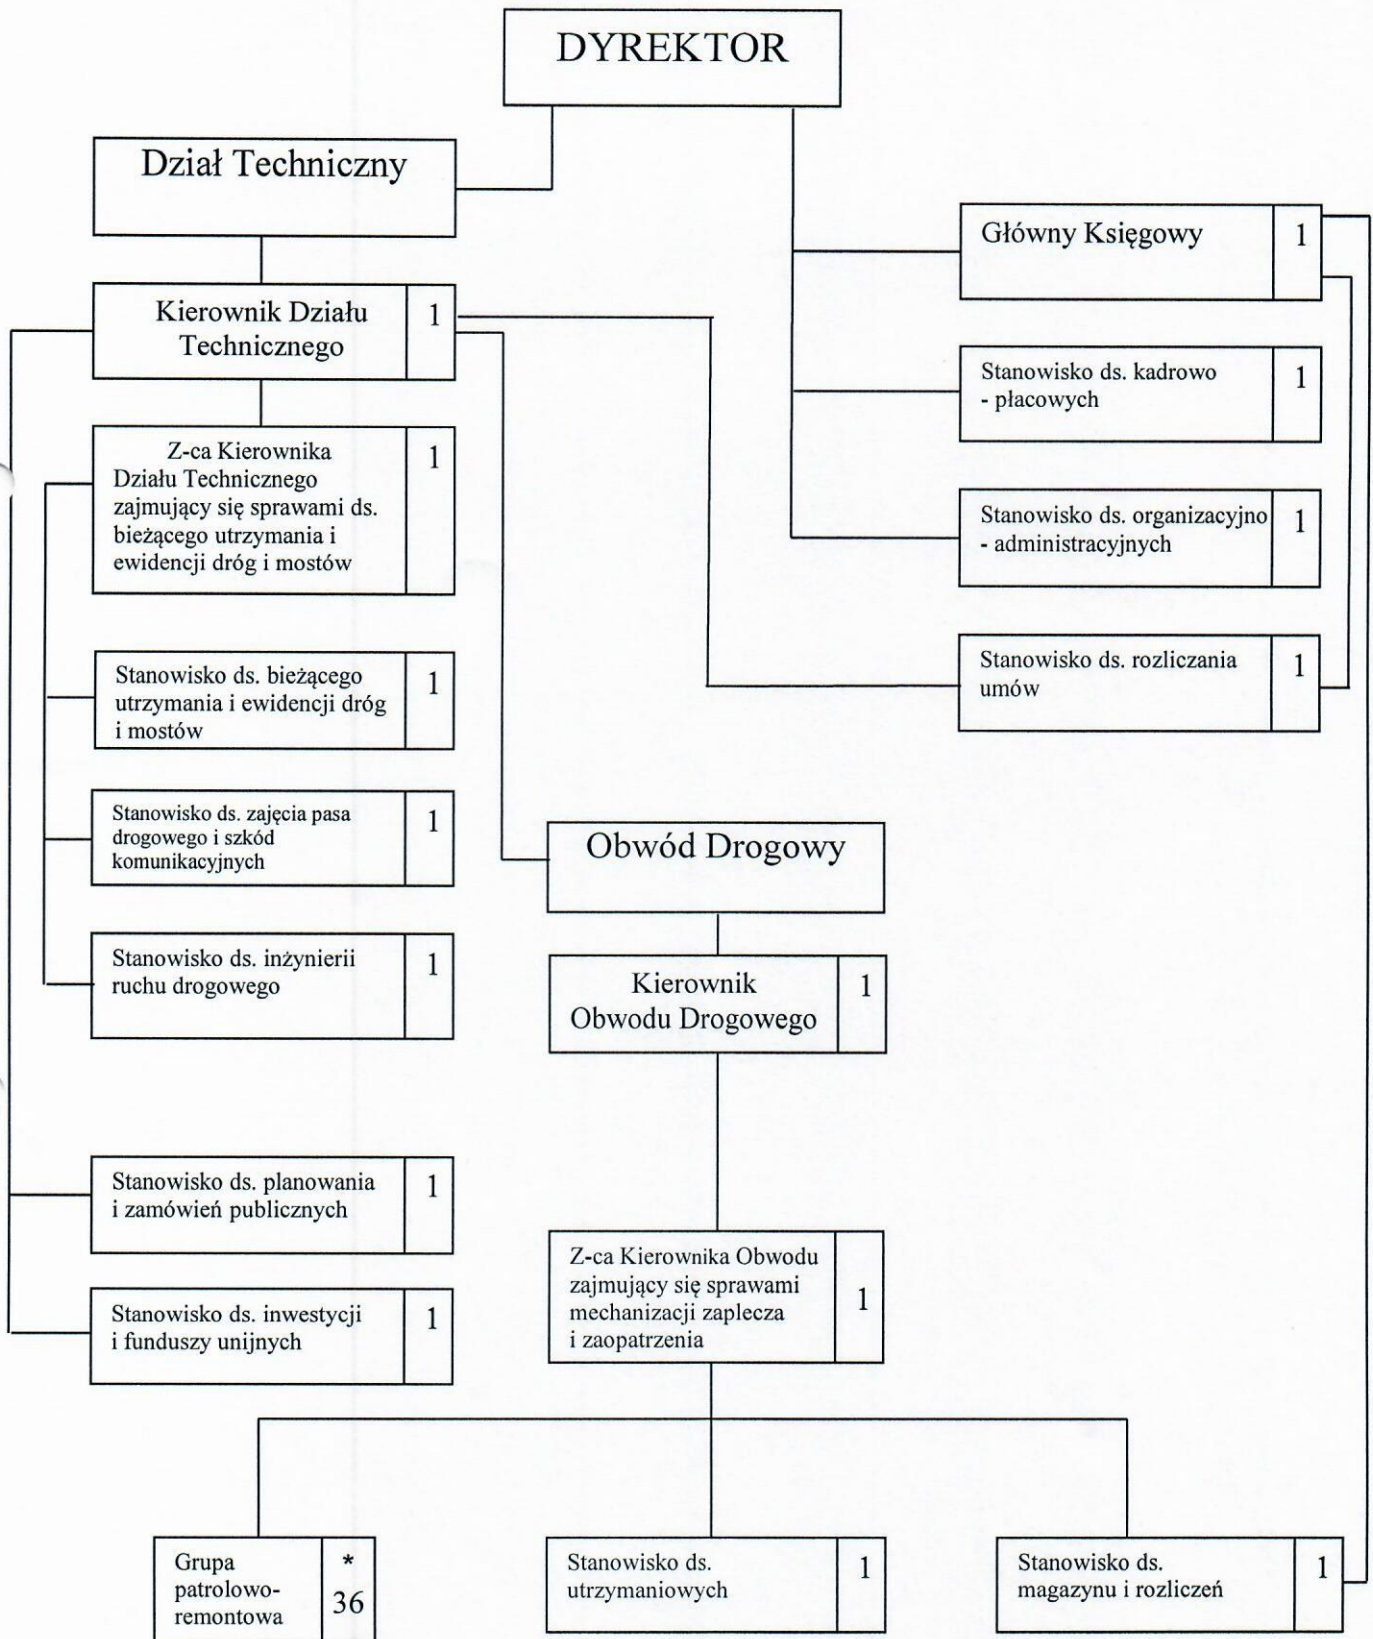 DYREKTOR
Dział Techniczny
Główny Księgowy 1
Kierownik Działu 1
Technicznego
Stanowisko ds. kadrowo 1
- płacowych
Z-ca Kierownika 1
Działu Technicznego
zajmujący się sprawami ds.
bieżącego utrzymania i
ewidencji dróg i mostów
Stanowisko ds. organizacyjno 1
- administracyjnych
Stanowisko ds. rozliczania 1
umów
Stanowisko ds. bieżącego 1
utrzymania i ewidencji dróg
i mostów
Stanowisko ds. zajęcia pasa 1
drogowego i szkód
komunikacyjnych
Obwód Drogowy
Stanowisko ds. inżynierii 1
ruchu drogowego
Kierownik 1
Obwodu Drogowego
Stanowisko ds. planowania 1
i zamówień publicznych
Z-ca Kierownika Obwodu
zajmujący się sprawami
mechanizacji zaplecza 1
i zaopatrzenia
Stanowisko ds. inwestycji 1
i funduszy unijnych
Grupa *
patrolowo-
remontowa 36
Stanowisko ds. 1
utrzymaniowych
Stanowisko ds. 1
magazynu i rozliczeń